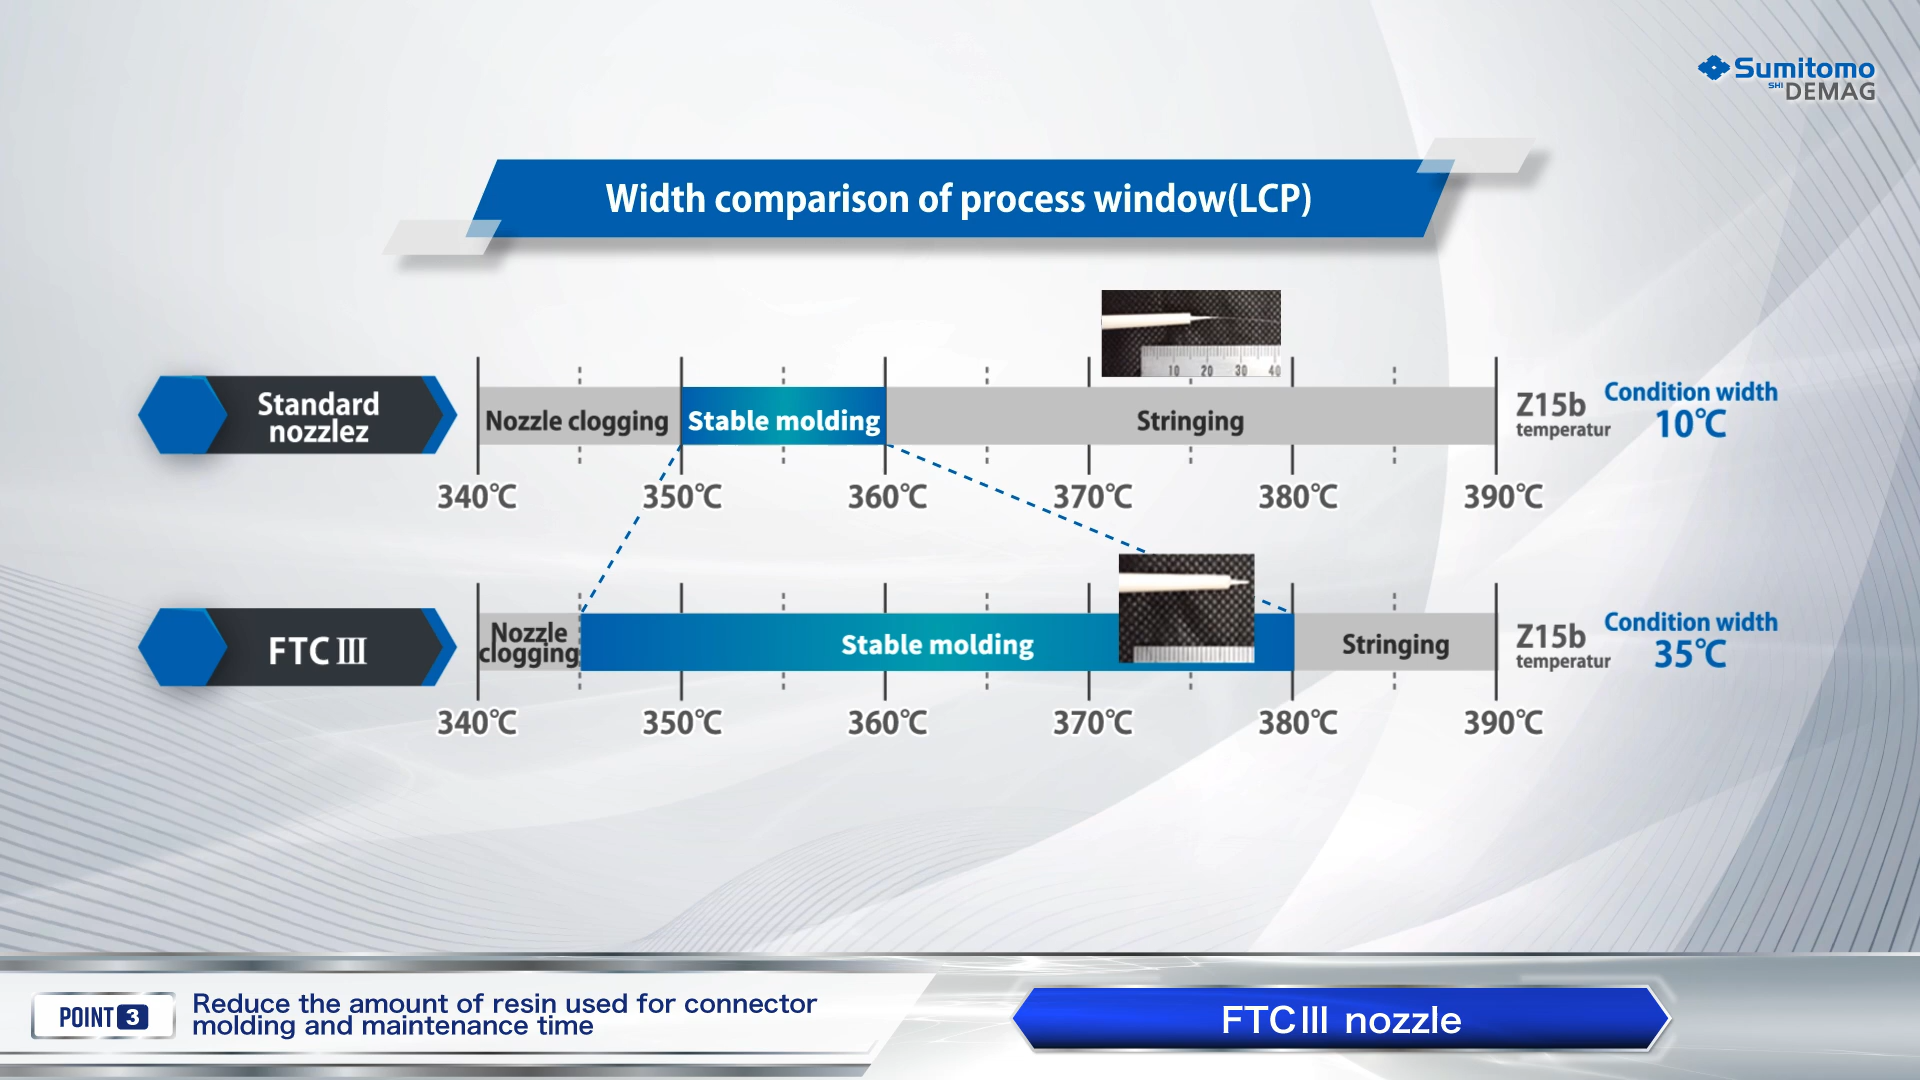 Sumitomo
SHI DEMAG
Width comparison of process window(LCP)
10 20 30 40
Standard
nozzlez
Nozzle clogging
Stable molding
Stringing
Z15b
temperatur
Condition width
10℃
340℃ 350℃ 360℃ 370℃ 380℃ 390℃
FTCⅢ
Nozzle
clogging
Stable molding
Stringing
Z15b
temperatur
Condition width
35℃
340℃ 350℃ 360℃ 370℃ 380℃ 390℃
POINT 3
Reduce the amount of resin used for connector
molding and maintenance time
FTCⅢ nozzle